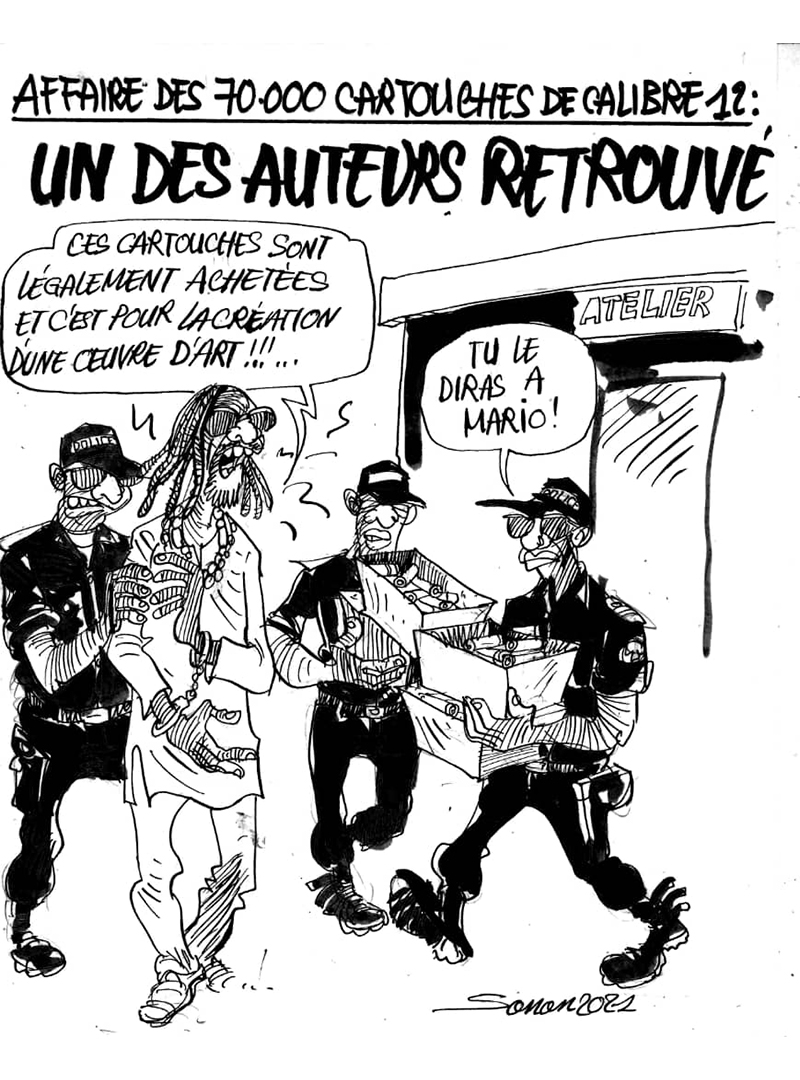 AFFAIRE DES 70.000 CARTOUCHES DE CALIBRE 12:
UN DES AUTEURS RETROUVÉ
CES CARTOUCHES SONT
LÉGALEMENT ACHETÉES
ET C'EST POUR LA CRÉATION
D'UNE ŒUVRE D'ART!!!...
ATELIER
TU LE
DIRAS A
MARIO!
POLICE
Sonon 2021